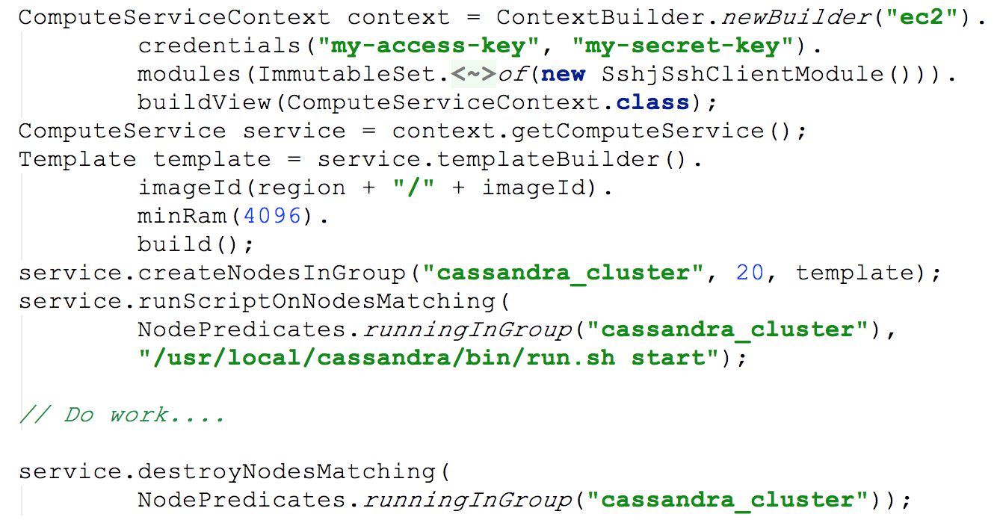 ComputeServiceContext context = ContextBuilder.newBuilder("ec2").
        credentials("my-access-key", "my-secret-key").
        modules(ImmutableSet.<~>of(new SshjSshClientModule())).
        buildView(ComputeServiceContext.class);
ComputeService service = context.getComputeService();
Template template = service.templateBuilder().
        imageId(region + "/" + imageId).
        minRam(4096).
        build();
service.createNodesInGroup("cassandra_cluster", 20, template);
service.runScriptOnNodesMatching(
        NodePredicates.runningInGroup("cassandra_cluster"),
        "/usr/local/cassandra/bin/run.sh start");
// Do work....
service.destroyNodesMatching(
        NodePredicates.runningInGroup("cassandra_cluster"));